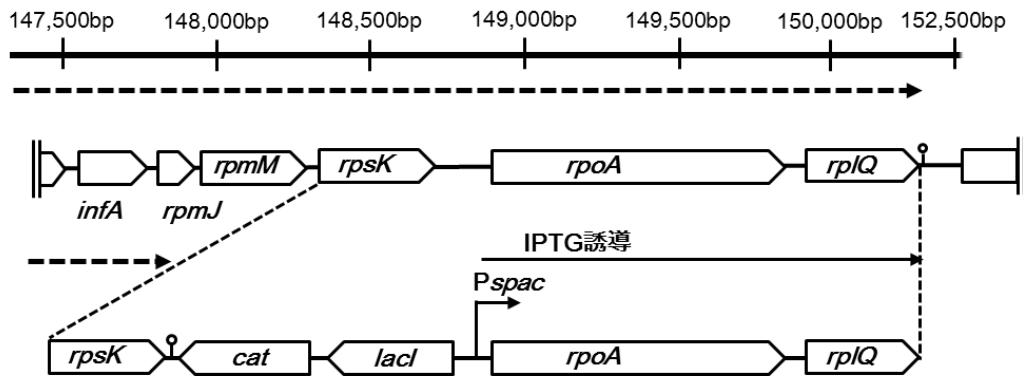 147,500bp 148,000bp 148,500bp 149,000bp 149,500bp 150,000bp 152,500bp
rpmM rpsK rpoA rplQ
infA rpmJ
IPTG誘導
Pspac
rpsK cat lacI rpoA rplQ